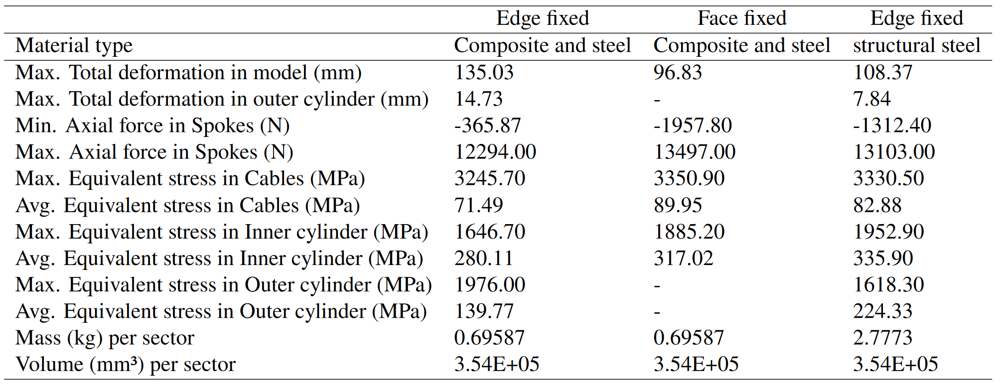 Edge fixed Face fixed Edge fixed
Material type Composite and steel Composite and steel structural steel
Max. Total deformation in model (mm) 135.03 96.83 108.37
Max. Total deformation in outer cylinder (mm) 14.73 - 7.84
Min. Axial force in Spokes (N) -365.87 -1957.80 -1312.40
Max. Axial force in Spokes (N) 12294.00 13497.00 13103.00
Max. Equivalent stress in Cables (MPa) 3245.70 3350.90 3330.50
Avg. Equivalent stress in Cables (MPa) 71.49 89.95 82.88
Max. Equivalent stress in Inner cylinder (MPa) 1646.70 1885.20 1952.90
Avg. Equivalent stress in Inner cylinder (MPa) 280.11 317.02 335.90
Max. Equivalent stress in Outer cylinder (MPa) 1976.00 - 1618.30
Avg. Equivalent stress in Outer cylinder (MPa) 139.77 - 224.33
Mass (kg) per sector 0.69587 0.69587 2.7773
Volume (mm³) per sector 3.54E+05 3.54E+05 3.54E+05